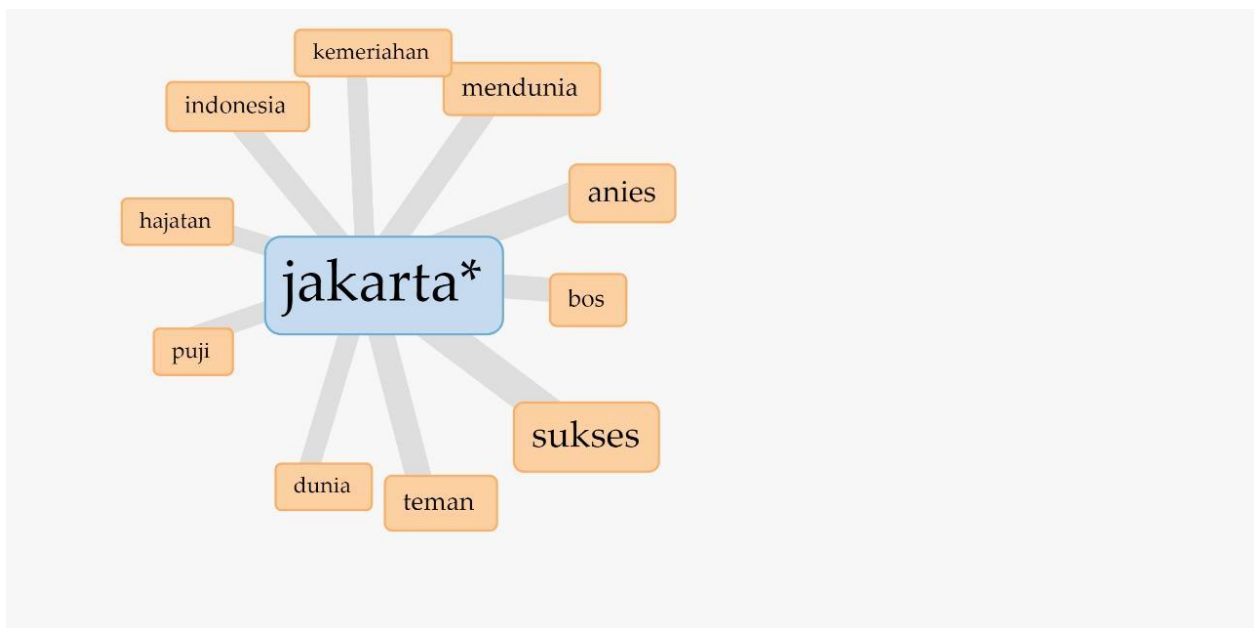 kemeriahan
mendunia
indonesia
anies
hajatan
jakarta*
bos
puji
sukses
dunia
teman